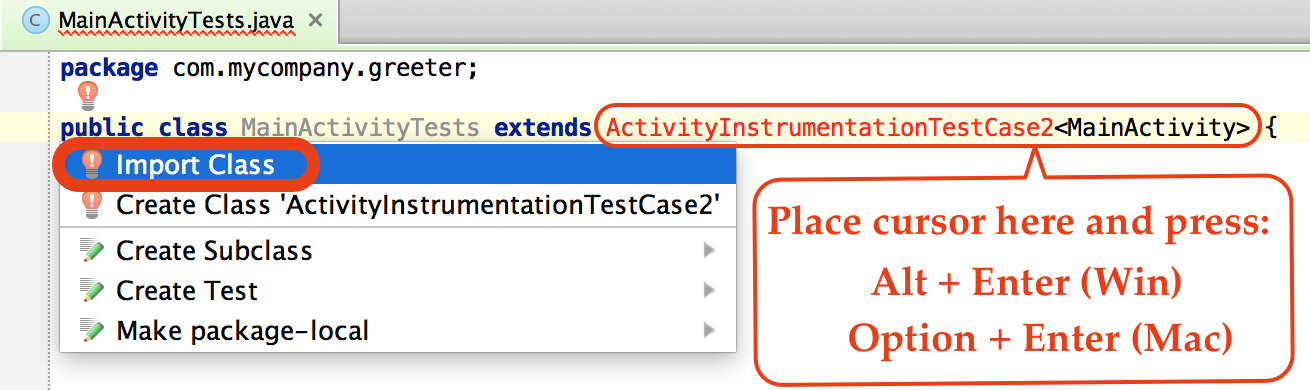 C MainActivityTests.java ×
package com.mycompany.greeter;
public class MainActivityTests extends ActivityInstrumentationTestCase2<MainActivity> {
Import Class
Create Class 'ActivityInstrumentationTestCase2'
Create Subclass
Create Test
Make package-local
Place cursor here and press:
Alt + Enter (Win)
Option + Enter (Mac)